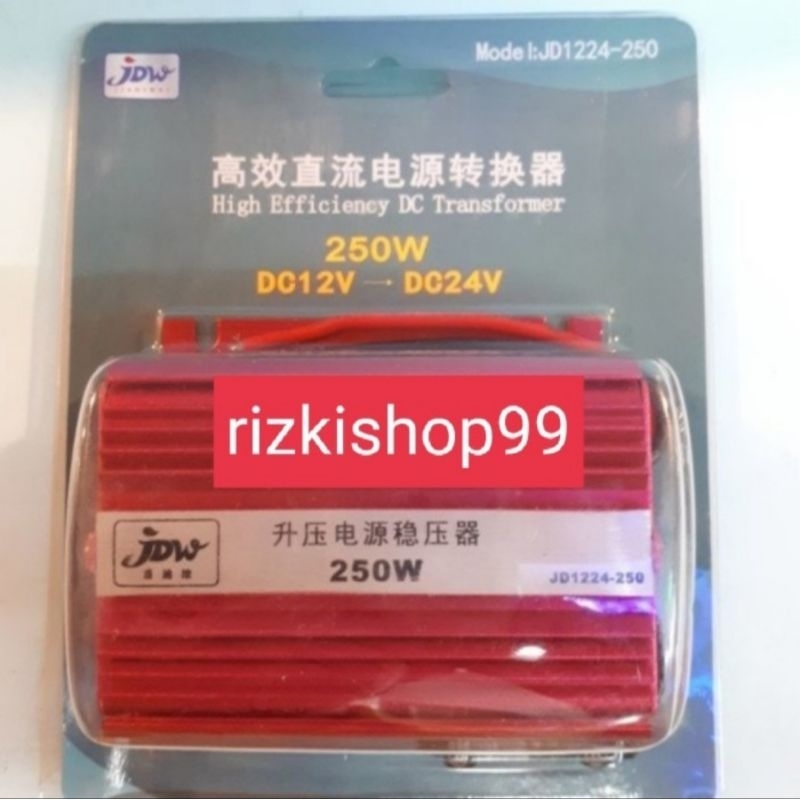 JDW
Model:JD1224-250
高效直流电源转换器
High Efficiency DC Transformer
250W
DC12V → DC24V
rizkishop99
JDW
升压电源稳压器
250W
JD1224-250